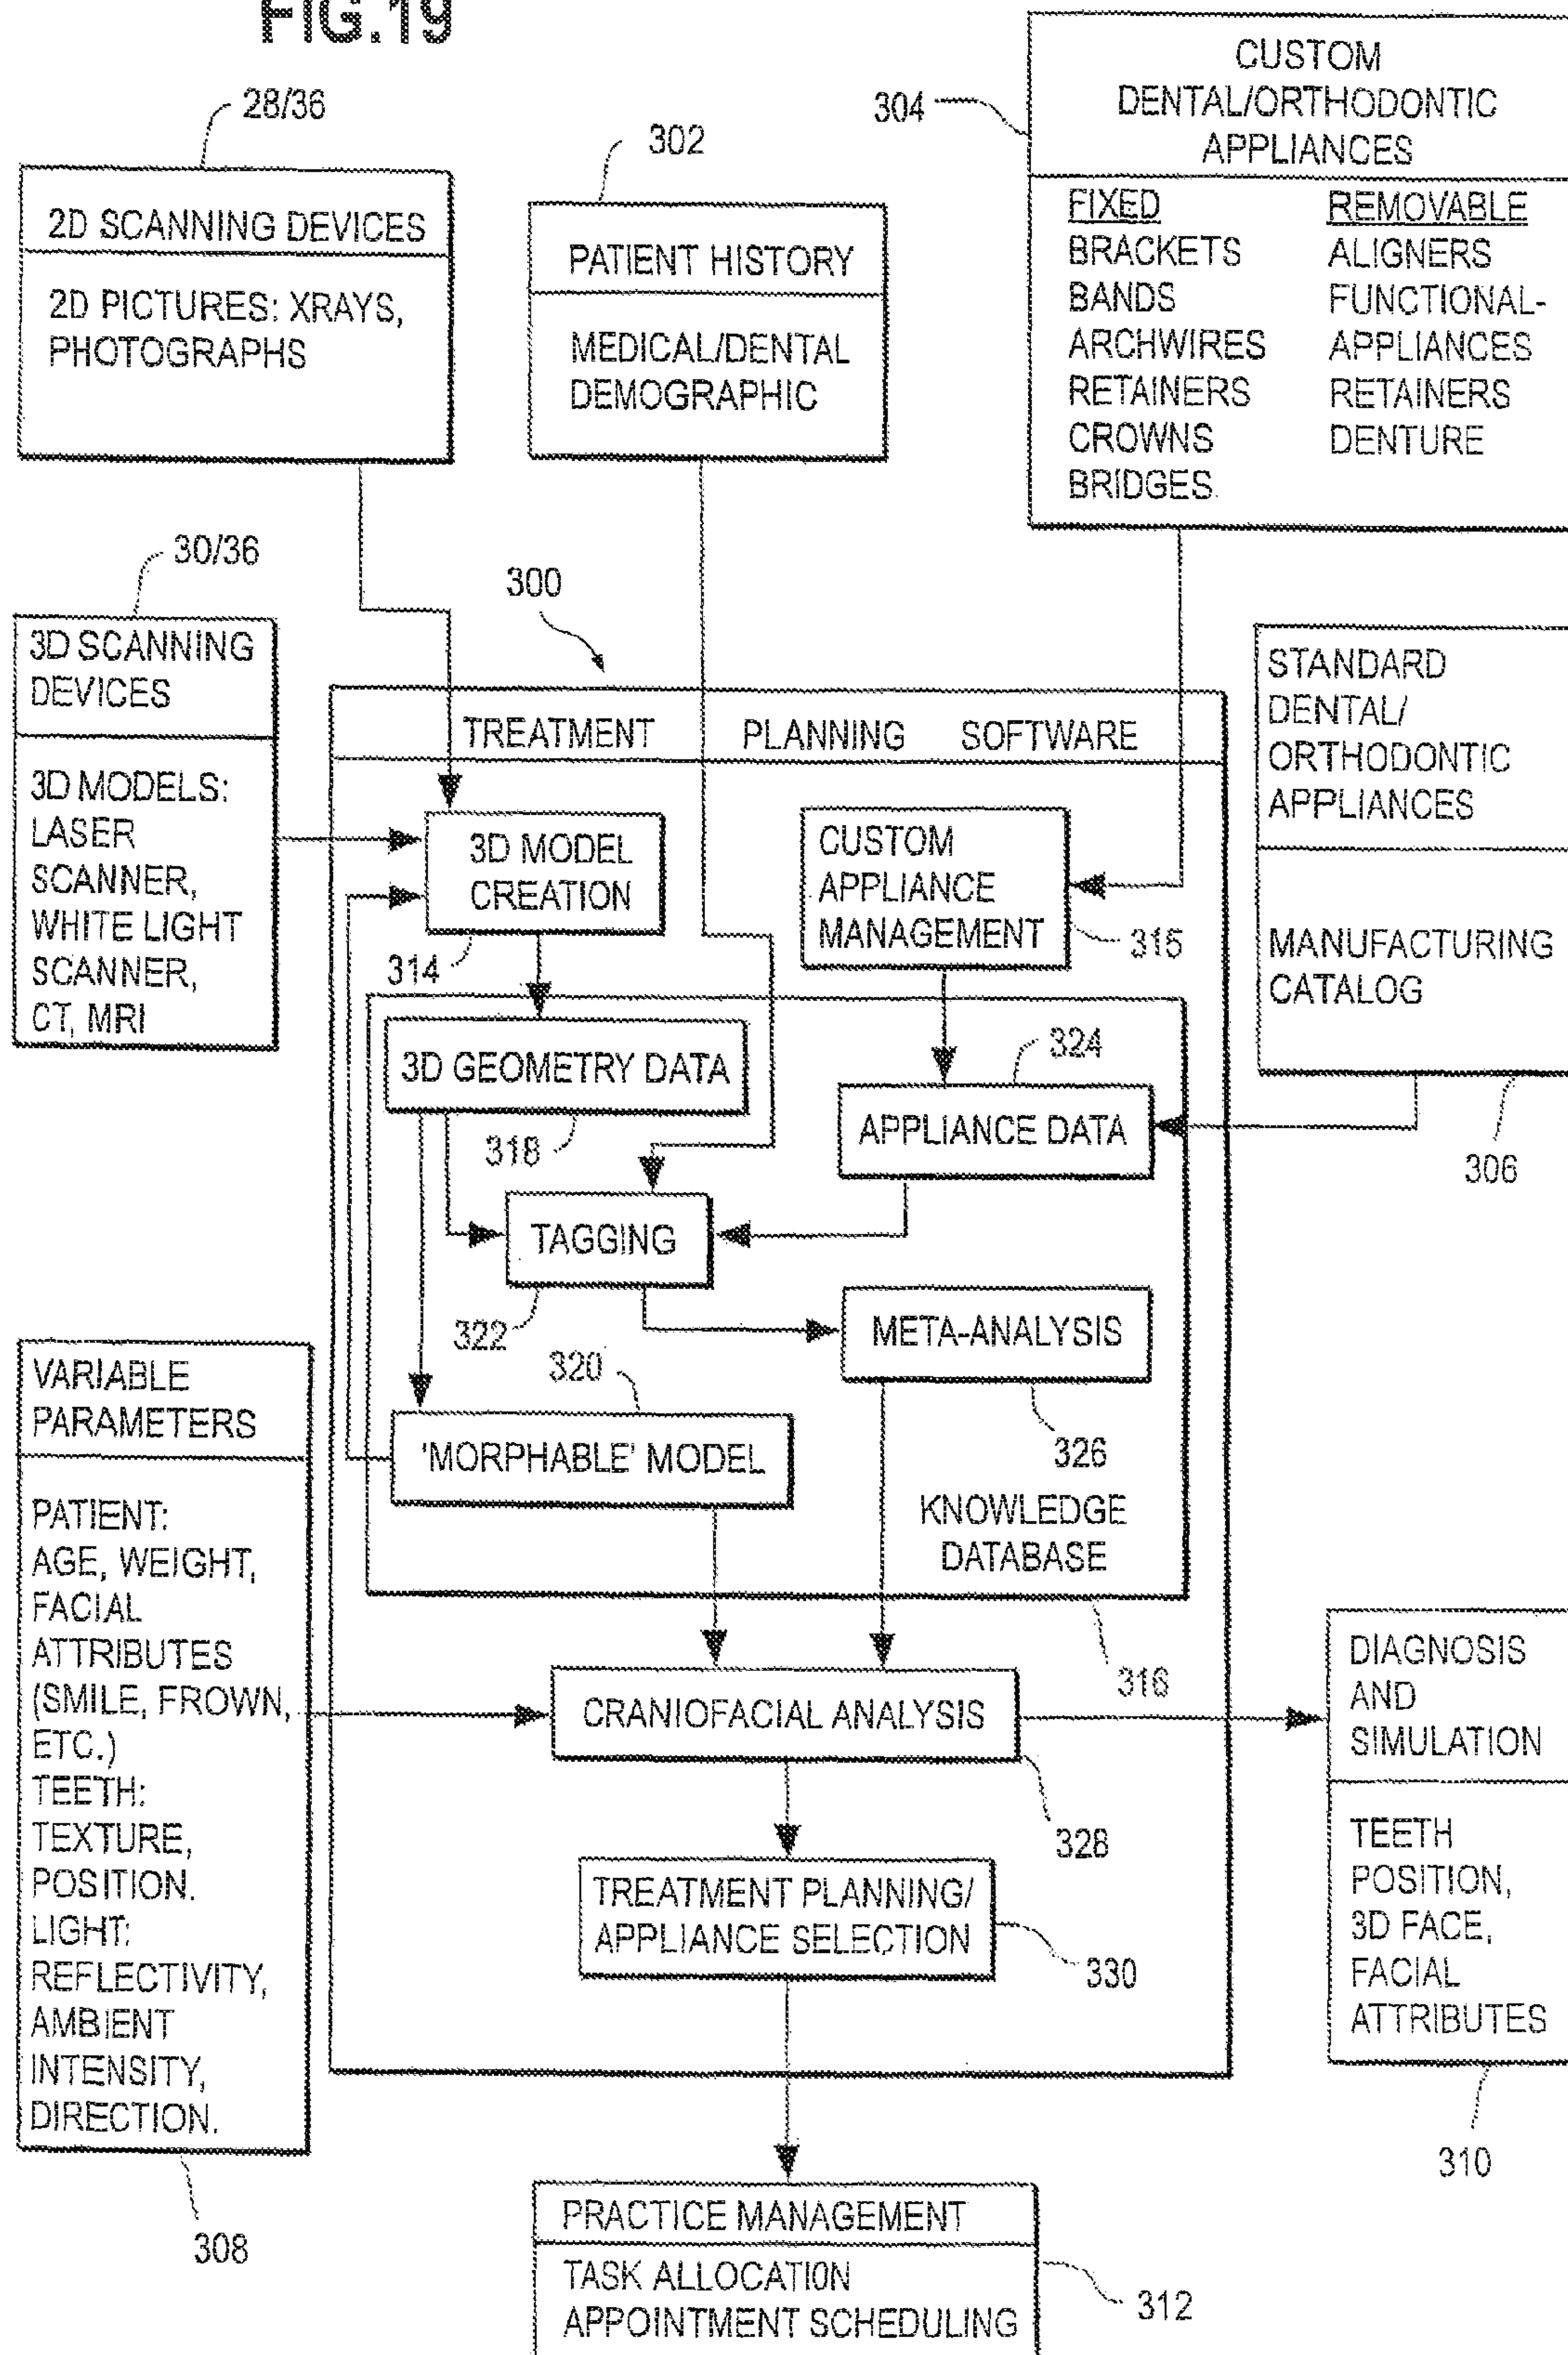 FIG.19
28/36
2D SCANNING DEVICES
2D PICTURES: XRAYS,
PHOTOGRAPHS
302
PATIENT HISTORY
MEDICAL/DENTAL
DEMOGRAPHIC
304
CUSTOM
DENTAL/ORTHODONTIC
APPLIANCES
FIXED
BRACKETS
BANDS
ARCHWIRES
RETAINERS
CROWNS
BRIDGES
REMOVABLE
ALIGNERS
FUNCTIONAL-
APPLIANCES
RETAINERS
DENTURE
30/36
3D SCANNING
DEVICES
3D MODELS:
LASER
SCANNER,
WHITE LIGHT
SCANNER,
CT, MRI
300
TREATMENT PLANNING SOFTWARE
STANDARD
DENTAL/
ORTHODONTIC
APPLIANCES
MANUFACTURING
CATALOG
306
3D MODEL
CREATION
314
CUSTOM
APPLIANCE
MANAGEMENT
315
3D GEOMETRY DATA
318
324
APPLIANCE DATA
TAGGING
322
META-ANALYSIS
326
320
'MORPHABLE' MODEL
KNOWLEDGE
DATABASE
316
VARIABLE
PARAMETERS
PATIENT:
AGE, WEIGHT,
FACIAL
ATTRIBUTES
(SMILE, FROWN,
ETC.)
TEETH:
TEXTURE,
POSITION.
LIGHT:
REFLECTIVITY,
AMBIENT
INTENSITY,
DIRECTION.
308
CRANIOFACIAL ANALYSIS
328
TREATMENT PLANNING/
APPLIANCE SELECTION
330
DIAGNOSIS
AND
SIMULATION
TEETH
POSITION,
3D FACE,
FACIAL
ATTRIBUTES
310
PRACTICE MANAGEMENT
TASK ALLOCATION
APPOINTMENT SCHEDULING
312